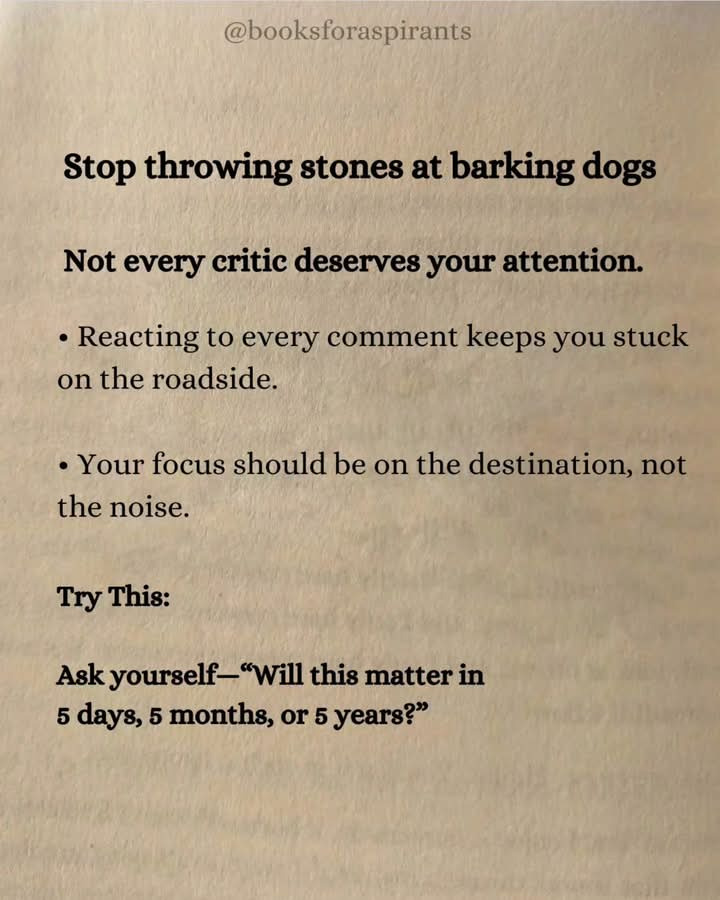 @booksforaspirants
Stop throwing stones at barking dogs
Not every critic deserves your attention.
• Reacting to every comment keeps you stuck
on the roadside.
• Your focus should be on the destination, not
the noise.
Try This:
Ask yourself—“Will this matter in
5 days, 5 months, or 5 years?”